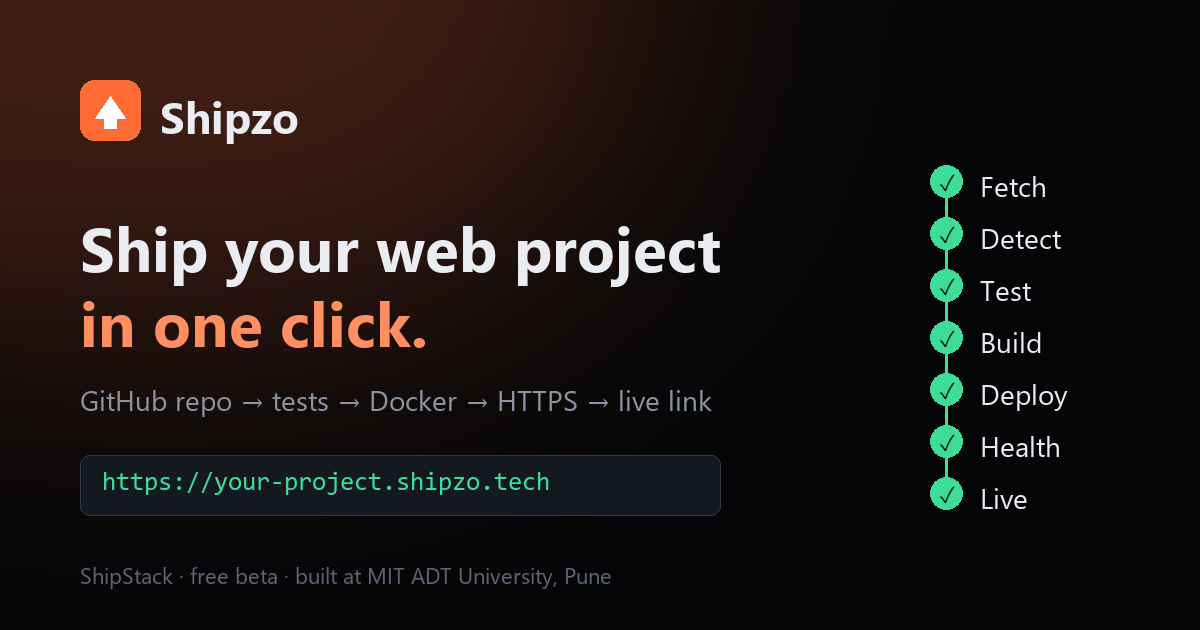 Shipzo
Ship your web project
in one click.
GitHub repo → tests → Docker → HTTPS → live link
https://your-project.shipzo.tech
ShipStack · free beta · built at MIT ADT University, Pune
Fetch
Detect
Test
Build
Deploy
Health
Live